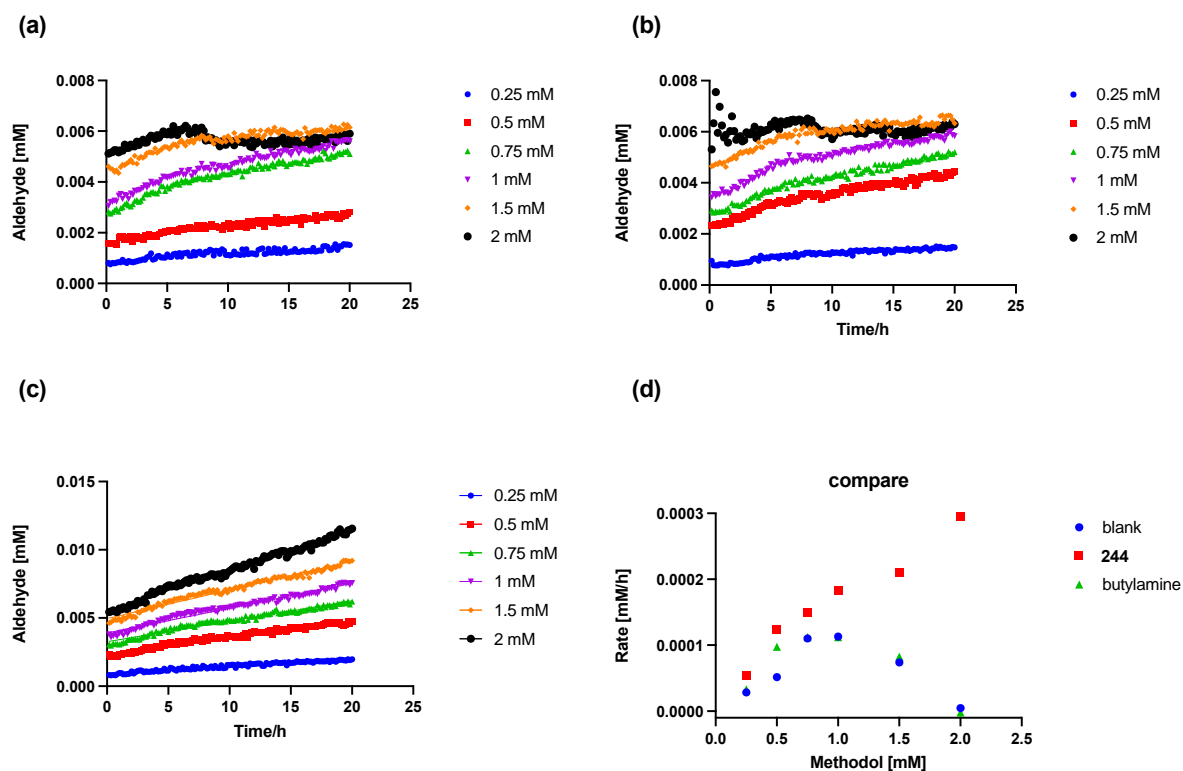 (a)
0.008
0.006
0.004
0.002
0.000
Aldehyde [mM]
0 5 10 15 20 25
0.25 mM
0.5 mM
0.75 mM
1 mM
1.5 mM
2 mM
(b)
0.008
0.006
0.004
0.002
0.000
Aldehyde [mM]
0 5 10 15 20 25
Time/h
0.25 mM
0.5 mM
0.75 mM
1 mM
1.5 mM
2 mM
(c)
0.015
0.010
0.005
0.000
Aldehyde [mM]
0 5 10 15 20 25
Time/h
0.25 mM
0.5 mM
0.75 mM
1 mM
1.5 mM
2 mM
(d)
compare
0.0003
0.0002
0.0001
0.0000
Rate [mM/h]
0.0 0.5 1.0 1.5 2.0 2.5
Methodol [mM]
blank
244
butylamine